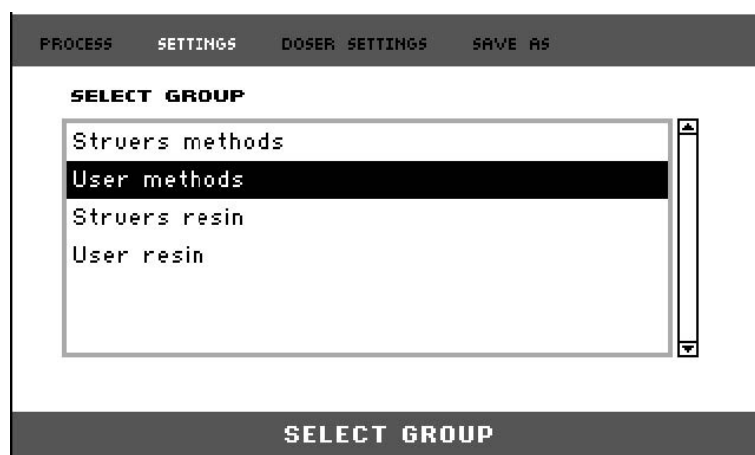 PROCESS SETTINGS DOSER SETTINGS SAVE AS
SELECT GROUP
Struers methods
User methods
Struers resin
User resin
SELECT GROUP